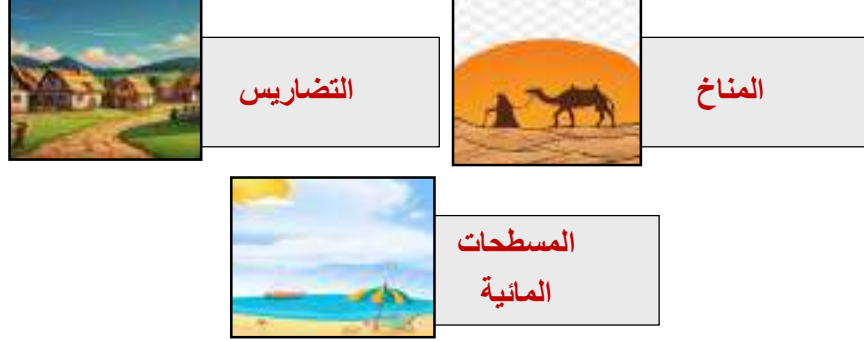 المناخ
التضاريس
المسطحات
المائية